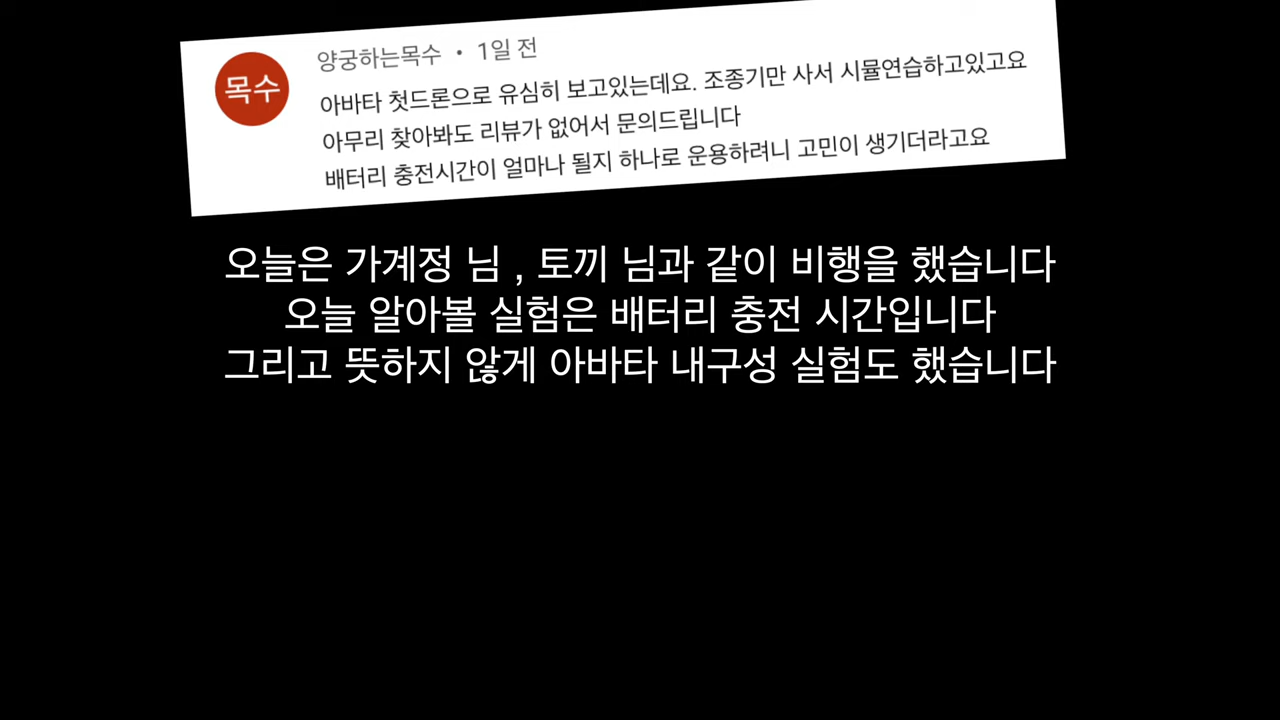 목수
양궁하는목수 • 1일 전
아바타 첫드론으로 유심히 보고있는데요. 조종기만 사서 시뮬연습하고있고요
아무리 찾아봐도 리뷰가 없어서 문의드립니다
배터리 충전시간이 얼마나 될지 하나로 운용하려니 고민이 생기더라고요
오늘은 가계정 님 , 토끼 님과 같이 비행을 했습니다
오늘 알아볼 실험은 배터리 충전 시간입니다
그리고 뜻하지 않게 아바타 내구성 실험도 했습니다